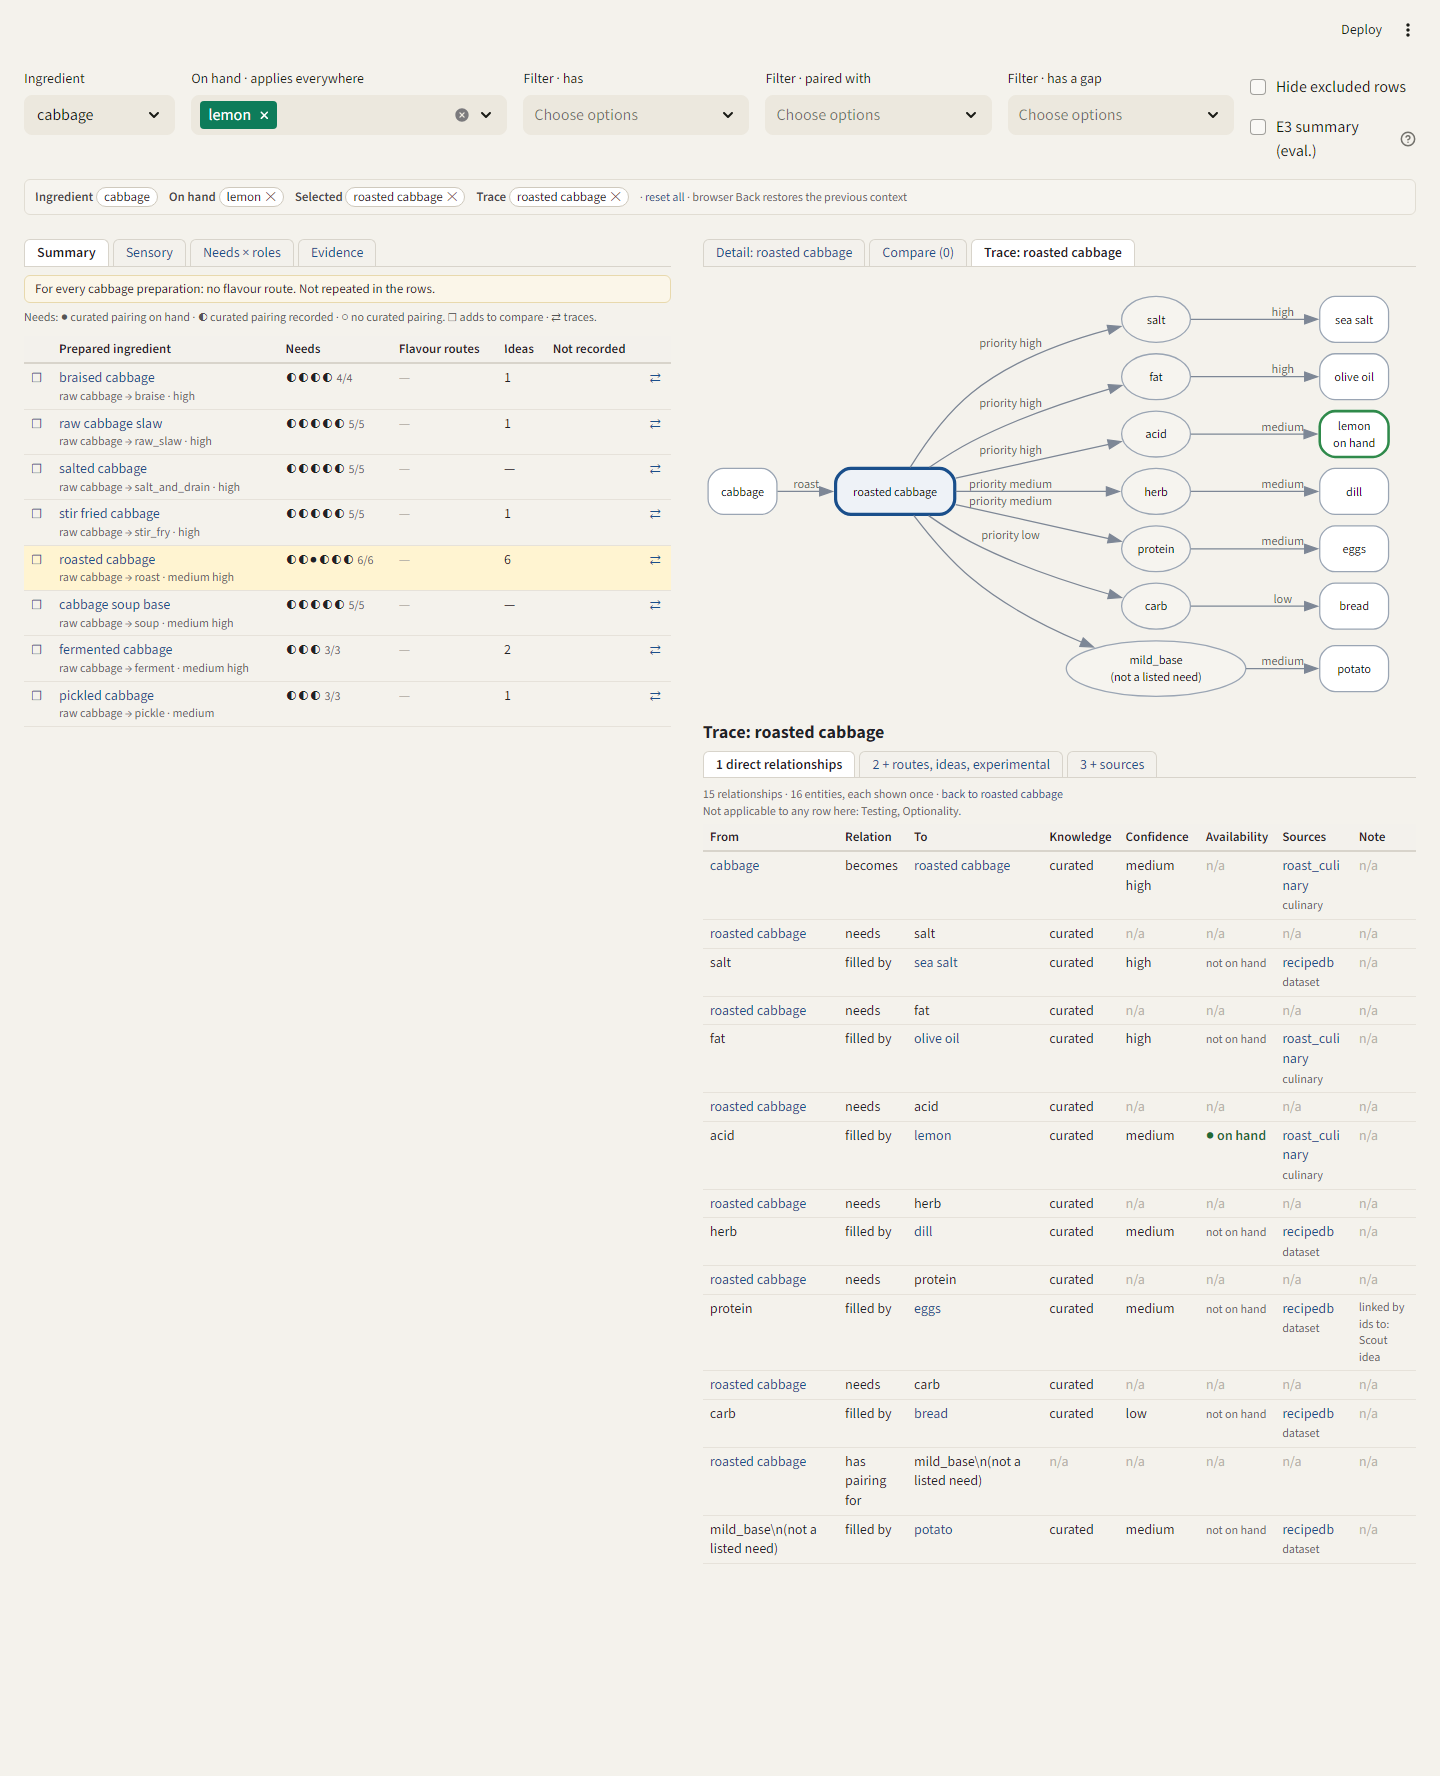 Deploy
Ingredient
On hand · applies everywhere
Filter · has
Filter · paired with
Filter · has a gap
cabbage
lemon ×
Choose options
Choose options
Choose options
Hide excluded rows
E3 summary
(eval.)
Ingredient cabbage On hand lemon × Selected roasted cabbage × Trace roasted cabbage × · reset all · browser Back restores the previous context
Summary Sensory Needs × roles Evidence
For every cabbage preparation: no flavour route. Not repeated in the rows.
Needs: ● curated pairing on hand · ◐ curated pairing recorded · ○ no curated pairing. ❐ adds to compare · ⇄ traces.
Prepared ingredient Needs Flavour routes Ideas Not recorded
❐ braised cabbage ◐◐◐◐ 4/4 — 1 ⇄
raw cabbage → braise · high
❐ raw cabbage slaw ◐◐◐◐◐ 5/5 — 1 ⇄
raw cabbage → raw_slaw · high
❐ salted cabbage ◐◐◐◐◐ 5/5 — — ⇄
raw cabbage → salt_and_drain · high
❐ stir fried cabbage ◐◐◐◐◐ 5/5 — 1 ⇄
raw cabbage → stir_fry · high
❐ roasted cabbage ◐◐●◐◐◐ 6/6 — 6 ⇄
raw cabbage → roast · medium high
❐ cabbage soup base ◐◐◐◐◐ 5/5 — — ⇄
raw cabbage → soup · medium high
❐ fermented cabbage ◐◐◐ 3/3 — 2 ⇄
raw cabbage → ferment · medium high
❐ pickled cabbage ◐◐◐ 3/3 — 1 ⇄
raw cabbage → pickle · medium
Detail: roasted cabbage Compare (0) Trace: roasted cabbage
cabbage
roast
roasted cabbage
priority high
salt
high
sea salt
priority high
fat
high
olive oil
priority high
acid
medium
lemon
on hand
priority medium
herb
medium
dill
priority medium
protein
medium
eggs
priority low
carb
low
bread
mild_base
(not a listed need)
medium
potato
Trace: roasted cabbage
1 direct relationships 2 + routes, ideas, experimental 3 + sources
15 relationships · 16 entities, each shown once · back to roasted cabbage
Not applicable to any row here: Testing, Optionality.
From Relation To Knowledge Confidence Availability Sources Note
cabbage becomes roasted cabbage curated medium n/a roast_culi n/a
high nary
culinary
roasted cabbage needs salt curated n/a n/a n/a n/a
salt filled by sea salt curated high not on hand recipedb n/a
dataset
roasted cabbage needs fat curated n/a n/a n/a n/a
fat filled by olive oil curated high not on hand roast_culi n/a
nary
culinary
roasted cabbage needs acid curated n/a n/a n/a n/a
acid filled by lemon curated medium ● on hand roast_culi n/a
nary
culinary
roasted cabbage needs herb curated n/a n/a n/a n/a
herb filled by dill curated medium not on hand recipedb n/a
dataset
roasted cabbage needs protein curated n/a n/a n/a n/a
protein filled by eggs curated medium not on hand recipedb linked by
dataset ids to:
Scout
idea
roasted cabbage needs carb curated n/a n/a n/a n/a
carb filled by bread curated low not on hand recipedb n/a
dataset
roasted cabbage has mild_base\n(not a n/a n/a n/a n/a n/a
pairing listed need)
for
mild_base\n(not a filled by potato curated medium not on hand recipedb n/a
listed need) dataset